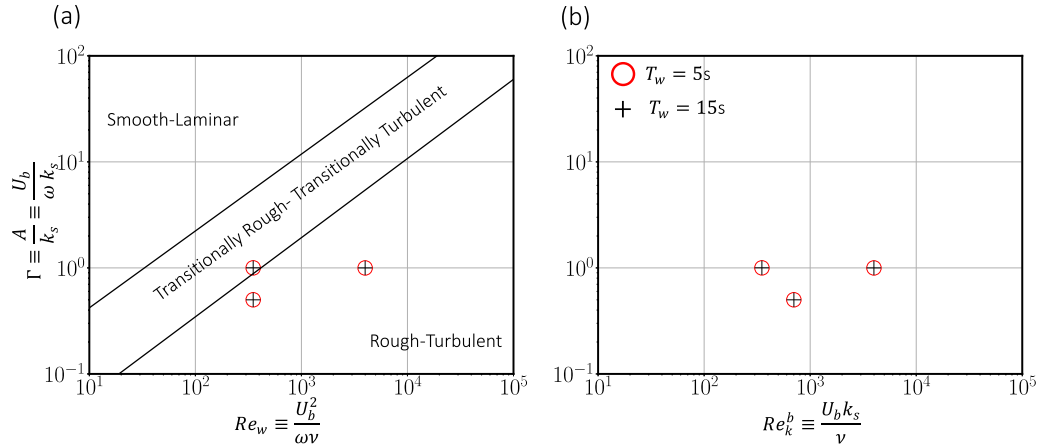 (a)
10^2
10^1
10^0
10^{-1}
Γ ≡ A/k_s ≡ U_b/(ω k_s)
Smooth-Laminar
Transitionally Rough- Transitionally Turbulent
Rough-Turbulent
10^1 10^2 10^3 10^4 10^5
Re_w ≡ U_b^2/(ων)
(b)
10^2
10^1
10^0
10^{-1}
T_w = 5s
T_w = 15s
10^1 10^2 10^3 10^4 10^5
Re_k^b ≡ U_b k_s/ν